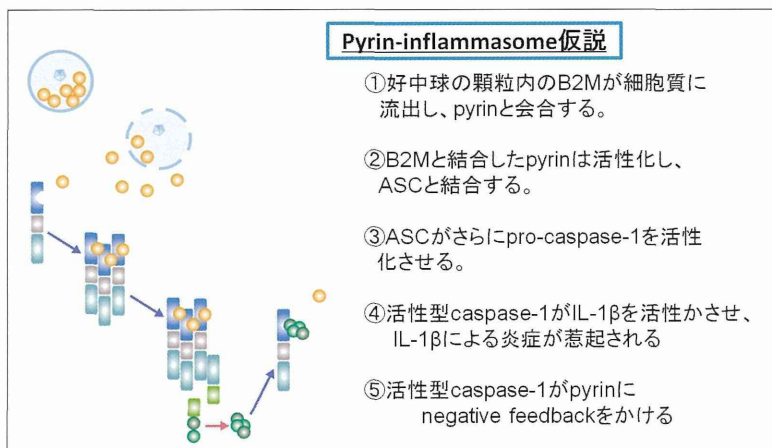 Pyrin-inflammasome仮説
①好中球の顆粒内のB2Mが細胞質に
流出し、pyrinと会合する。
②B2Mと結合したpyrinは活性化し、
ASCと結合する。
③ASCがさらにpro-caspase-1を活性
化させる。
④活性型caspase-1がIL-1βを活性かさせ、
IL-1βによる炎症が惹起される
⑤活性型caspase-1がpyrinに
negative feedbackをかける